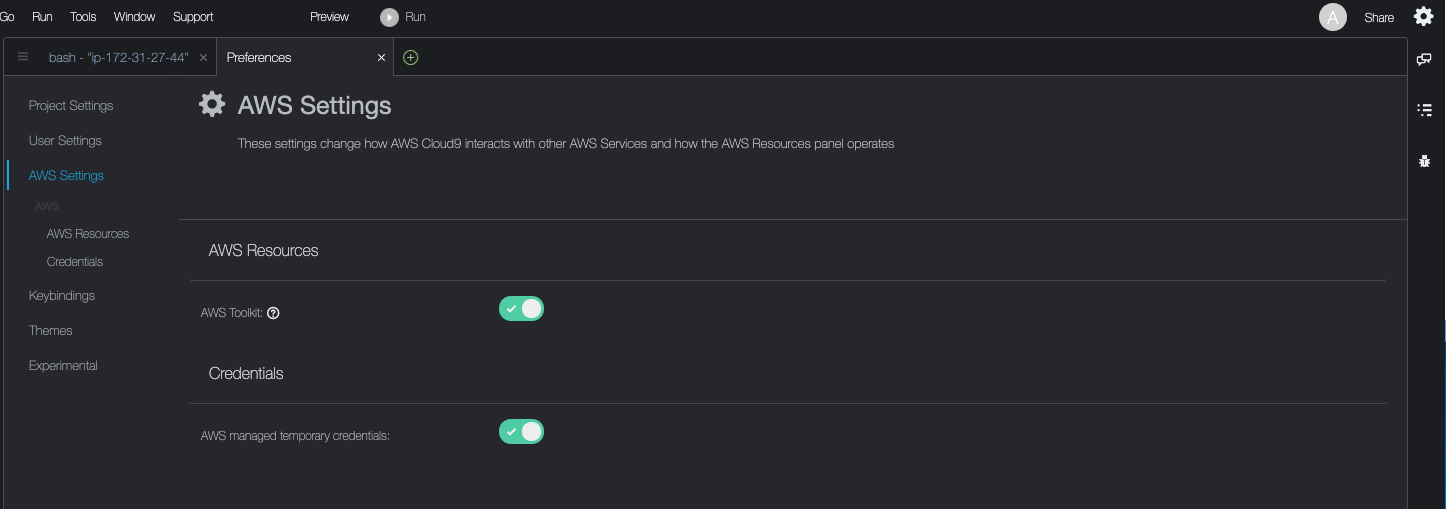 Go Run Tools Window Support Preview Run A Share
bash - "ip-172-31-27-44" Preferences
Project Settings
User Settings
AWS Settings
AWS
AWS Resources
Credentials
Keybindings
Themes
Experimental
AWS Settings
These settings change how AWS Cloud9 interacts with other AWS Services and how the AWS Resources panel operates
AWS Resources
AWS Toolkit:
Credentials
AWS managed temporary credentials: